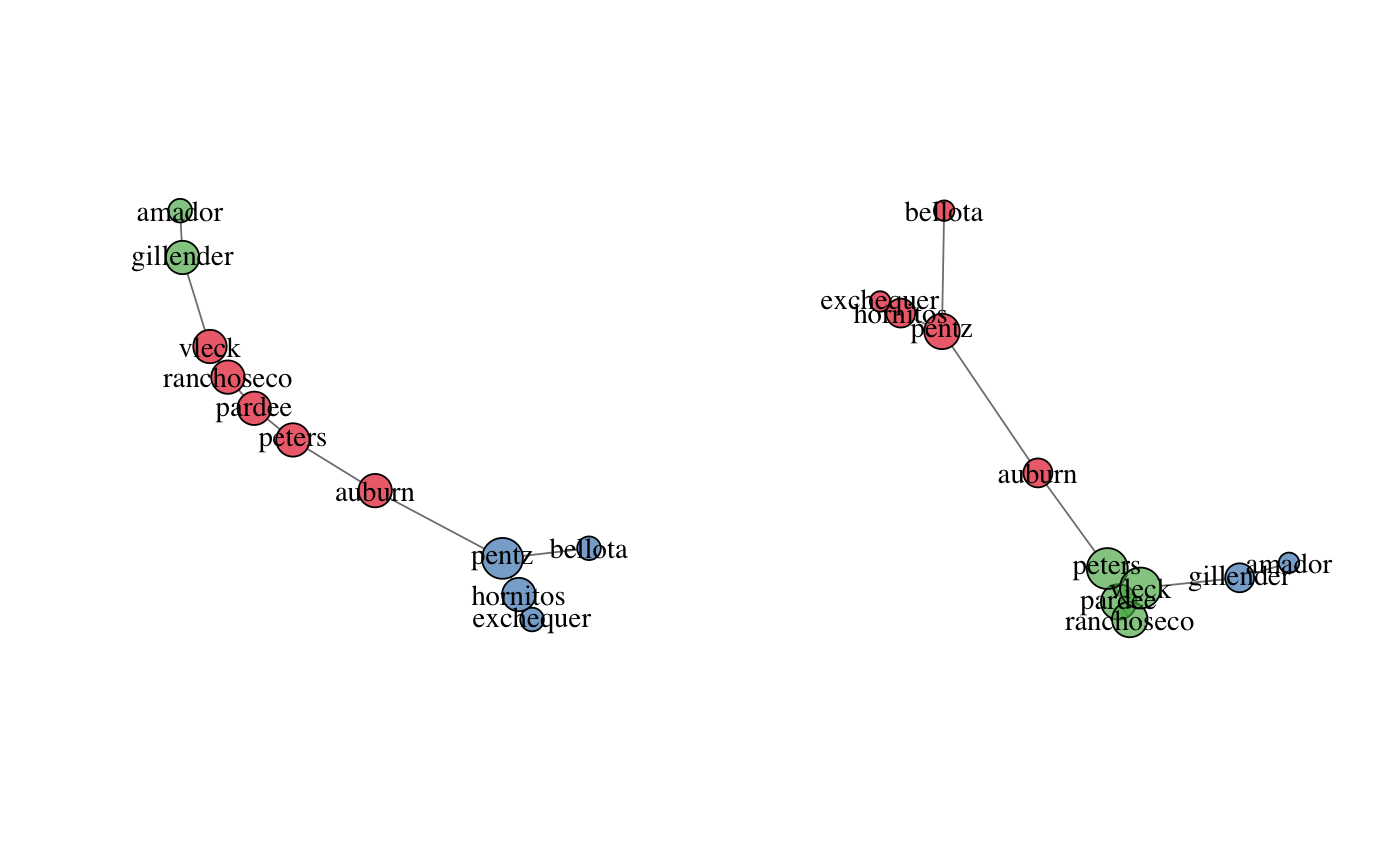 amador
gillender
vleck
ranchoseco
pardee
peters
auburn
pentz
bellota
hornitos
exchequer
bellota
exchequer
hornitos
pentz
auburn
peters
amador
gillender
vleck
pardee
ranchoseco